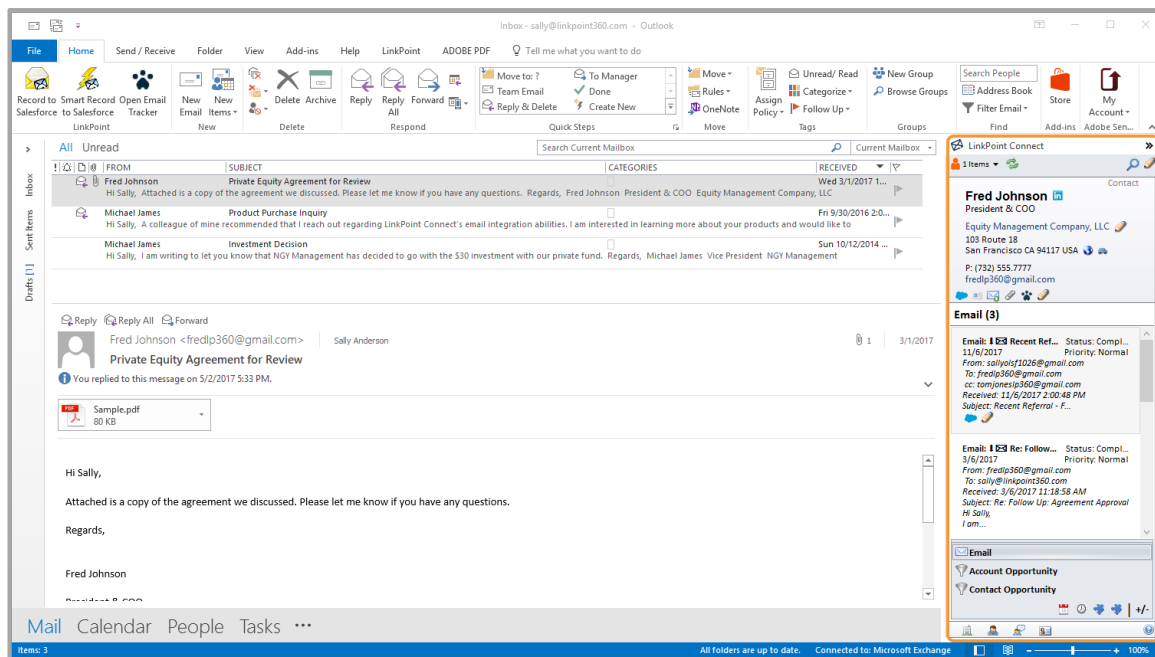 Inbox - sally@linkpoint360.com - Outlook
File Home Send / Receive Folder View Add-ins Help LinkPoint ADOBE PDF Tell me what you want to do
Record to Salesforce
Smart Record to Salesforce
Open Email Tracker
LinkPoint
New Email
New Items
New
Delete
Archive
Delete
Reply
Reply All
Forward
Respond
Move to: ?
Team Email
Reply & Delete
To Manager
Done
Create New
Quick Steps
Move
Rules
OneNote
Move
Assign Policy
Unread/ Read
Categorize
Follow Up
Tags
New Group
Browse Groups
Groups
Search People
Address Book
Filter Email
Find
Store
Add-ins
My Account
Adobe Sen...
Inbox
Sent Items
Drafts [1]
All Unread
Search Current Mailbox
Current Mailbox
! FROM SUBJECT CATEGORIES RECEIVED
Fred Johnson Private Equity Agreement for Review Wed 3/1/2017 1...
Hi Sally, Attached is a copy of the agreement we discussed. Please let me know if you have any questions. Regards, Fred Johnson President & COO Equity Management Company, LLC
Michael James Product Purchase Inquiry Fri 9/30/2016 2:0...
Hi Sally, A colleague of mine recommended that I reach out regarding LinkPoint Connect's email integration abilities. I am interested in learning more about your products and would like to
Michael James Investment Decision Sun 10/12/2014 ...
Hi Sally, I am writing to let you know that NGY Management has decided to go with the $30 investment with our private fund. Regards, Michael James Vice President NGY Management
Reply Reply All Forward
Fred Johnson <fredlp360@gmail.com> Sally Anderson 1 3/1/2017
Private Equity Agreement for Review
You replied to this message on 5/2/2017 5:33 PM.
PDF
Sample.pdf
80 KB
Hi Sally,
Attached is a copy of the agreement we discussed. Please let me know if you have any questions.
Regards,
Fred Johnson
President & COO
LinkPoint Connect
1 Items
Contact
Fred Johnson in
President & COO
Equity Management Company, LLC
103 Route 18
San Francisco CA 94117 USA
P: (732) 555.7777
fredlp360@gmail.com
Email (3)
Email: Recent Ref... Status: Compl...
11/6/2017 Priority: Normal
From: sallyolsf1026@gmail.com
To: fredlp360@gmail.com
cc: tomjoneslp360@gmail.com
Received: 11/6/2017 2:00:48 PM
Subject: Recent Referral - F...
Email: Re: Follow... Status: Compl...
3/6/2017 Priority: Normal
From: fredlp360@gmail.com
To: sally@linkpoint360.com
Received: 3/6/2017 11:18:58 AM
Subject: Re: Follow Up: Agreement Approval
Hi Sally,
I am...
Email
Account Opportunity
Contact Opportunity
+/-
Mail Calendar People Tasks
Items: 3 All folders are up to date. Connected to: Microsoft Exchange 100%